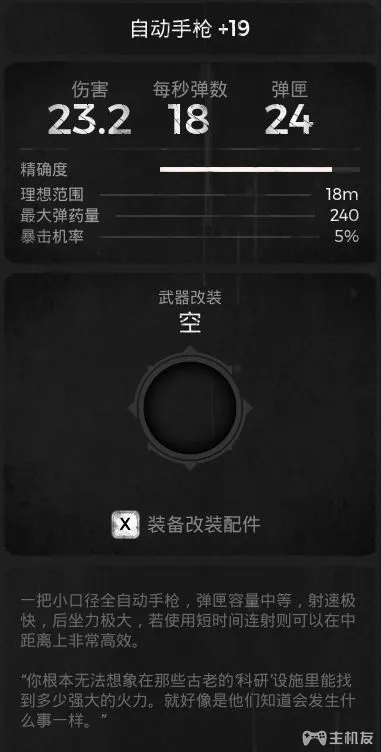 自动手枪 +19
伤害 每秒弹数 弹匣
23.2 18 24
精确度
理想范围 18m
最大弹药量 240
暴击机率 5%
武器改装
空
X 装备改装配件
一把小口径全自动手枪，弹匣容量中等，射速极
快，后坐力极大，若使用短时间连射则可以在中
距离上非常高效。
“你根本无法想象在那些古老的‘科研’设施里能找
到多少强大的火力。就好像是他们知道会发生什
么事一样。”
主机友